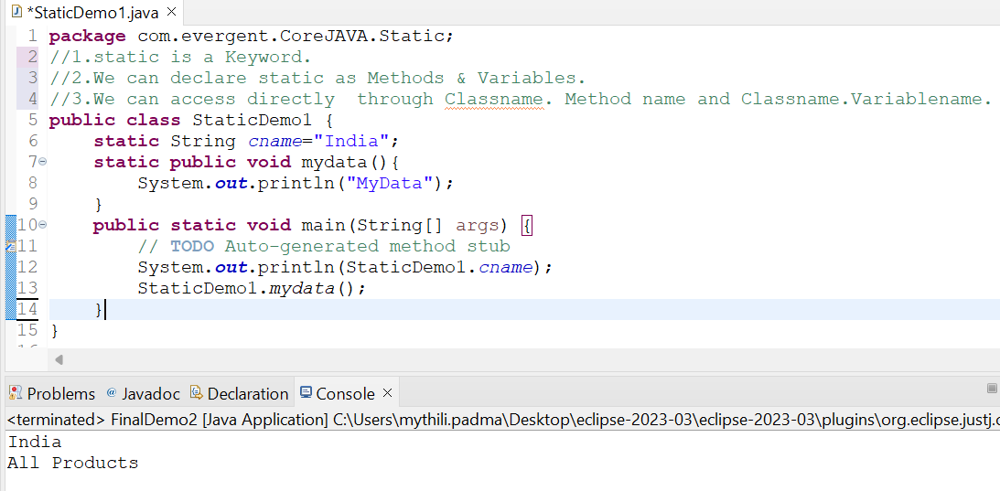 *StaticDemo1.java
1 package com.evergent.CoreJAVA.Static;
2 //1.static is a Keyword.
3 //2.We can declare static as Methods & Variables.
4 //3.We can access directly  through Classname. Method name and Classname.Variablename.
5 public class StaticDemo1 {
6     static String cname="India";
7     static public void mydata(){
8         System.out.println("MyData");
9     }
10     public static void main(String[] args) {
11         // TODO Auto-generated method stub
12         System.out.println(StaticDemo1.cname);
13         StaticDemo1.mydata();
14     }
15 }
Problems @ Javadoc Declaration Console
<terminated> FinalDemo2 [Java Application] C:\Users\mythili.padma\Desktop\eclipse-2023-03\eclipse-2023-03\plugins\org.eclipse.justj.
India
All Products